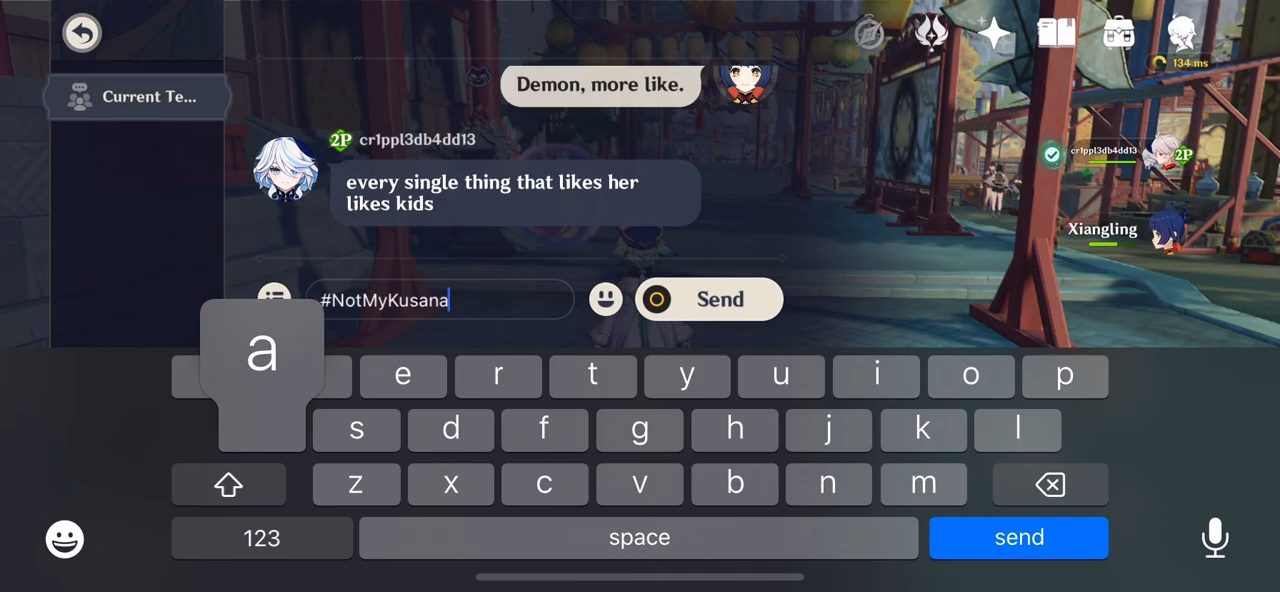 134 ms
Current Te...
Demon, more like.
2P cr1ppl3db4dd13
every single thing that likes her
likes kids
cr1ppl3db4dd13 2P
Xiangling
#NotMyKusana
Send
a
e r t y u i o p
s d f g h j k l
z x c v b n m
123 space send